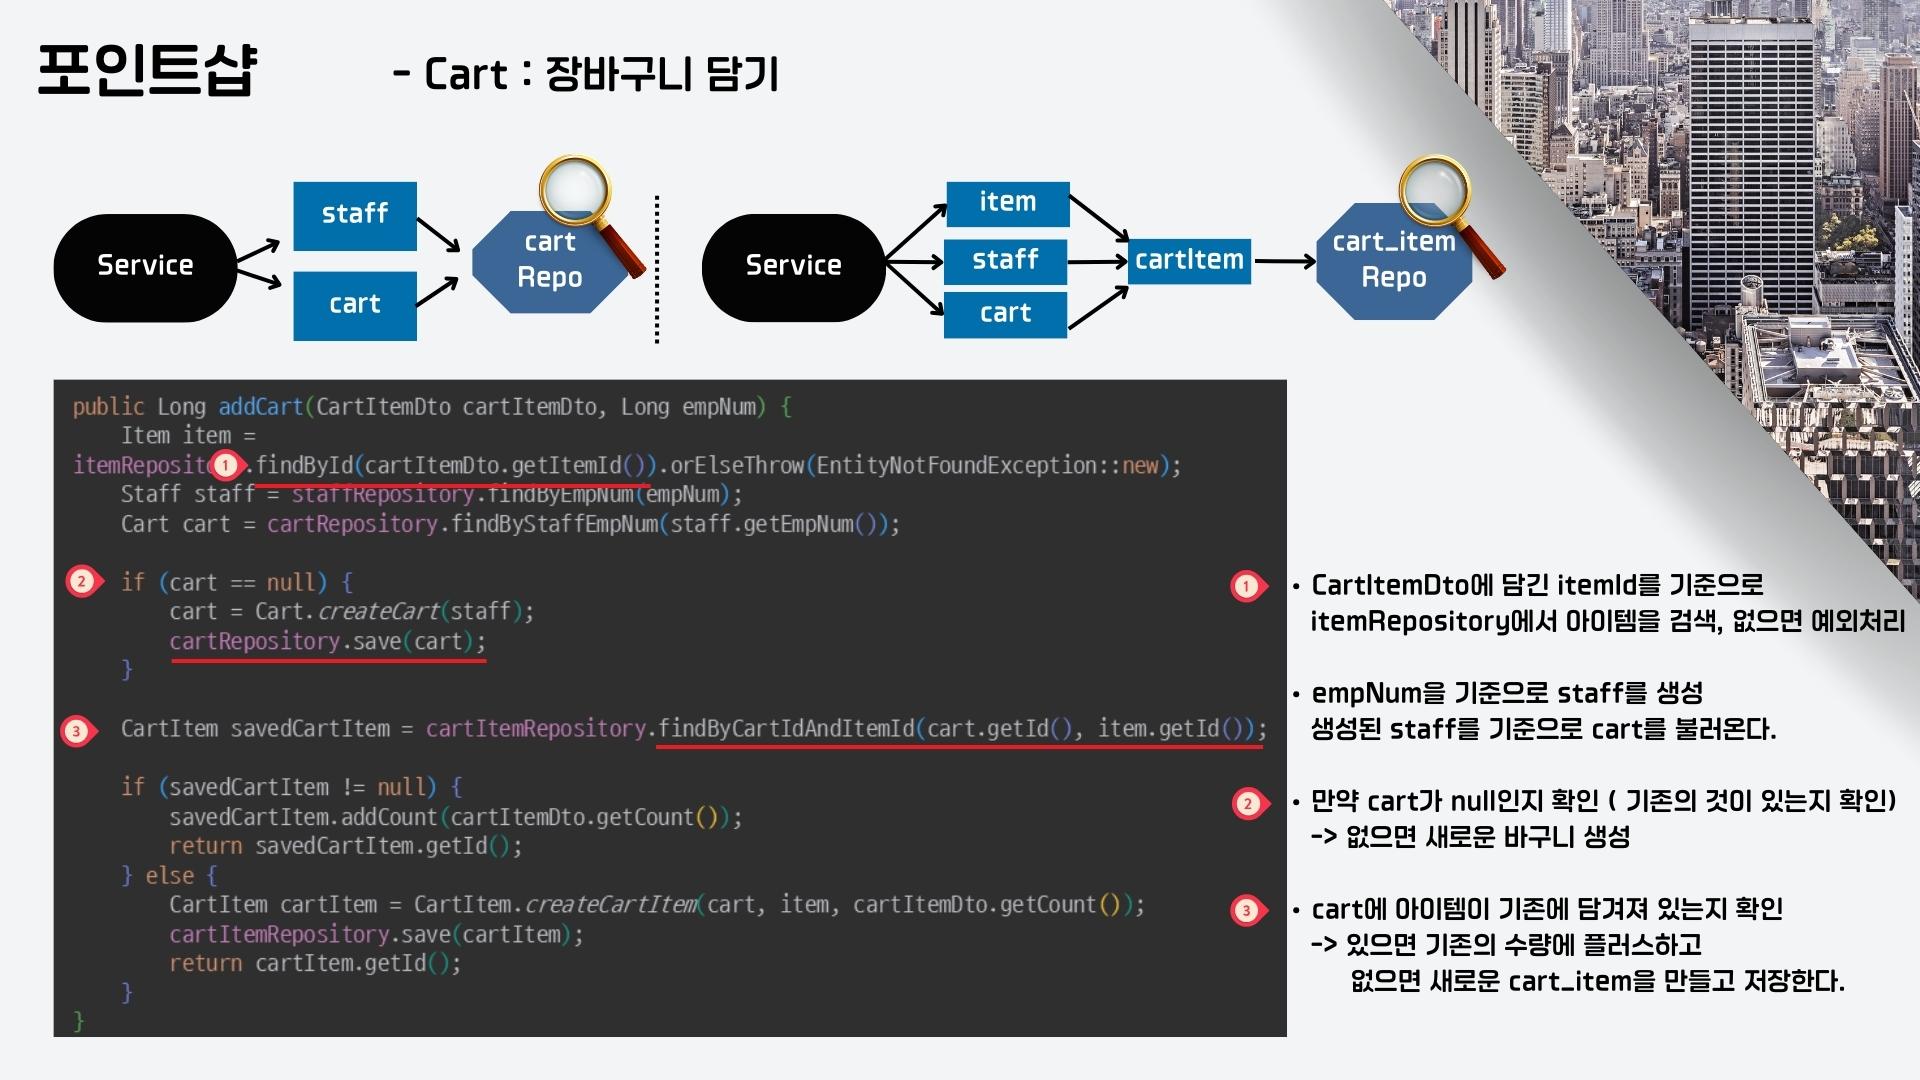 포인트샵
- Cart : 장바구니 담기
Service
staff
cart
cart
Repo
Service
item
staff
cart
cartItem
cart_item
Repo
public Long addCart(CartItemDto cartItemDto, Long empNum) {
Item item =
itemReposit 1 .findById(cartItemDto.getItemId()).orElseThrow(EntityNotFoundException::new);
Staff staff = staffRepository.findByEmpNum(empNum);
Cart cart = cartRepository.findByStaffEmpNum(staff.getEmpNum());
2 if (cart == null) {
cart = Cart.createCart(staff);
cartRepository.save(cart);
}
3 CartItem savedCartItem = cartItemRepository.findByCartIdAndItemId(cart.getId(), item.getId());
if (savedCartItem != null) {
savedCartItem.addCount(cartItemDto.getCount());
return savedCartItem.getId();
} else {
CartItem cartItem = CartItem.createCartItem(cart, item, cartItemDto.getCount());
cartItemRepository.save(cartItem);
return cartItem.getId();
}
}
1 • CartItemDto에 담긴 itemId를 기준으로
itemRepository에서 아이템을 검색, 없으면 예외처리
• empNum을 기준으로 staff를 생성
생성된 staff를 기준으로 cart를 불러온다.
2 • 만약 cart가 null인지 확인 ( 기존의 것이 있는지 확인)
-> 없으면 새로운 바구니 생성
3 • cart에 아이템이 기존에 담겨져 있는지 확인
-> 있으면 기존의 수량에 플러스하고
없으면 새로운 cart_item을 만들고 저장한다.